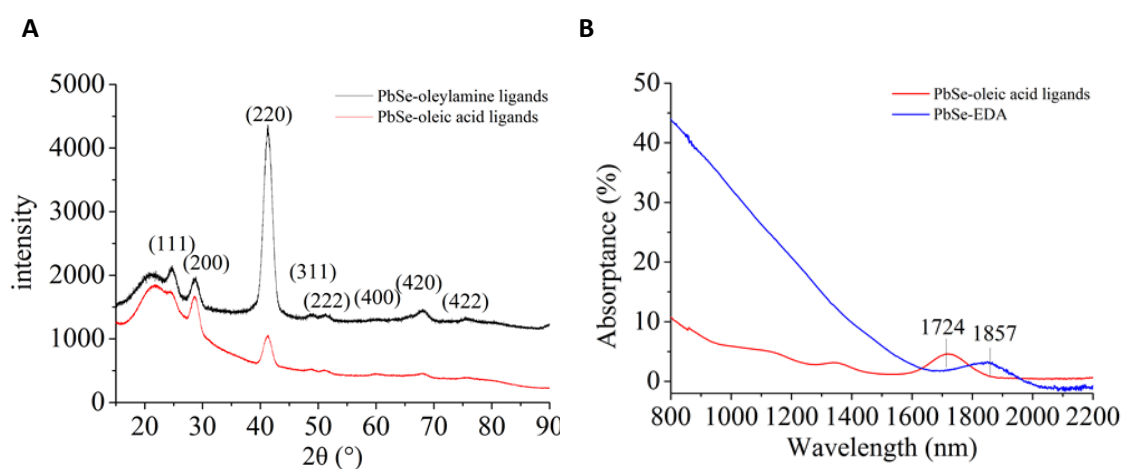 A
5000
4000
3000
2000
1000
0
intensity
PbSe-oleylamine ligands
PbSe-oleic acid ligands
(220)
(111)
(200)
(311)
(222)
(400)
(420)
(422)
20 30 40 50 60 70 80 90
2θ (°)
B
50
40
30
20
10
0
Absorptance (%)
PbSe-oleic acid ligands
PbSe-EDA
1724
1857
800 1000 1200 1400 1600 1800 2000 2200
Wavelength (nm)